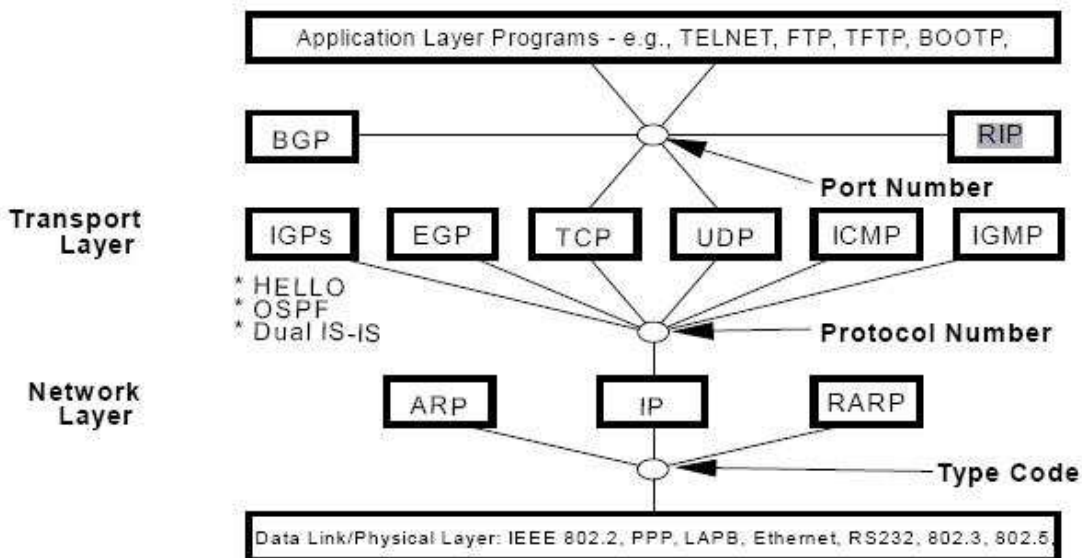 Application Layer Programs - e.g., TELNET, FTP, TFTP, BOOTP,
BGP
RIP
Port Number
Transport
Layer
IGPs
EGP
TCP
UDP
ICMP
IGMP
* HELLO
* OSPF
* Dual IS-IS
Protocol Number
Network
Layer
ARP
IP
RARP
Type Code
Data Link/Physical Layer: IEEE 802.2, PPP, LAPB, Ethernet, RS232, 802.3, 802.5,